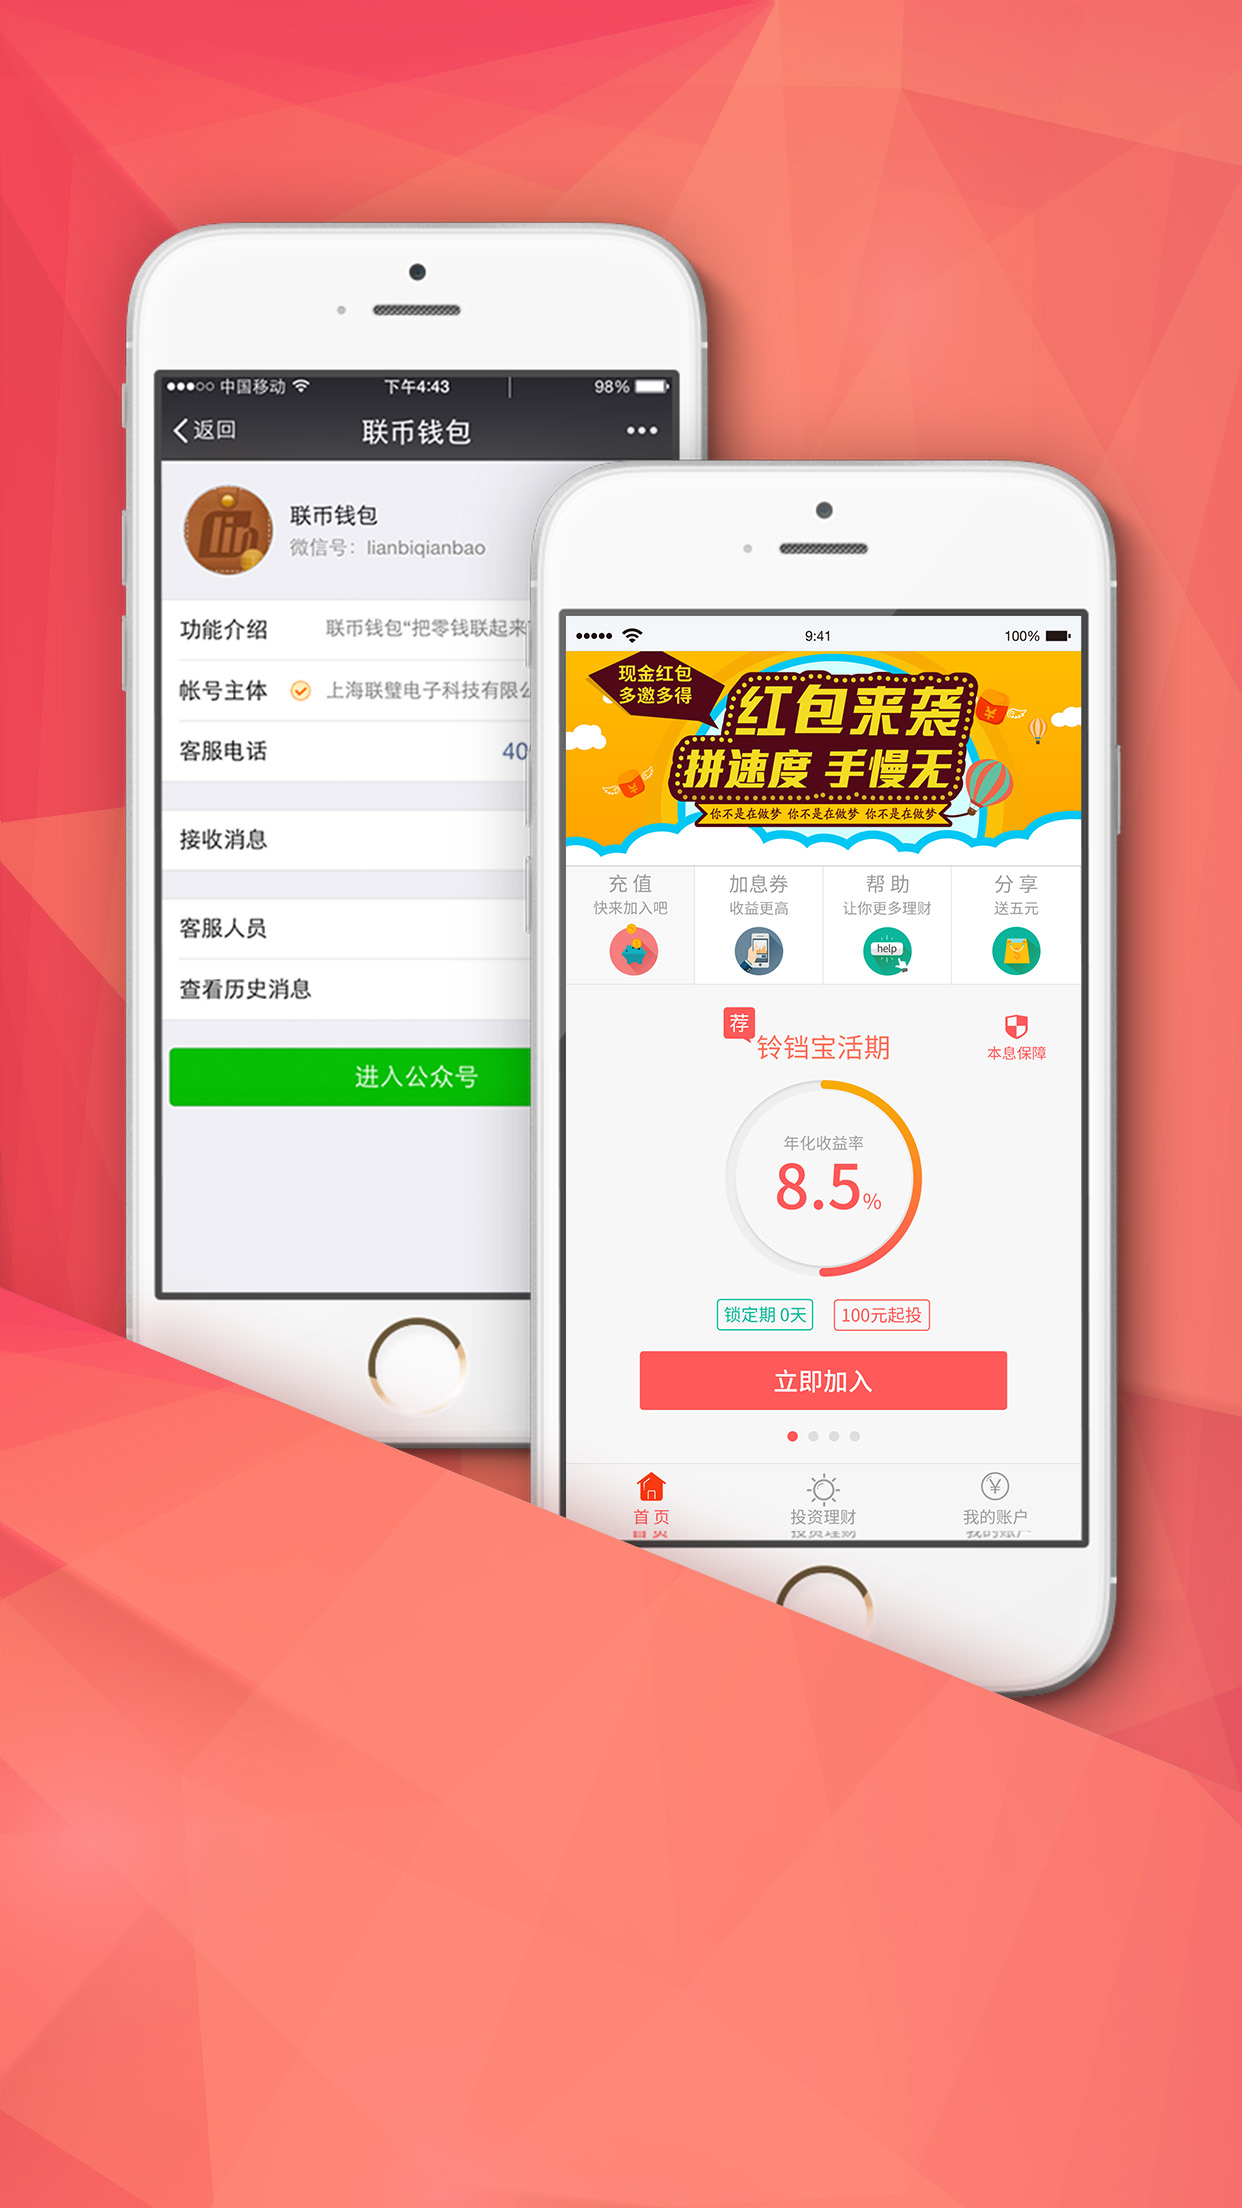 中国移动
下午4:43
98%
返回
联币钱包
联币钱包
微信号：lianbiqianbao
功能介绍
联币钱包“把零钱联起来
帐号主体
上海联璧电子科技有限公
客服电话
40
接收消息
客服人员
查看历史消息
进入公众号
9:41
100%
现金红包
多邀多得
红包来袭
拼速度 手慢无
你不是在做梦 你不是在做梦 你不是在做梦
充值
快来加入吧
加息券
收益更高
帮助
让你更多理财
help
分享
送五元
荐
铃铛宝活期
本息保障
年化收益率
8.5%
锁定期 0天
100元起投
立即加入
首页
投资理财
我的账户